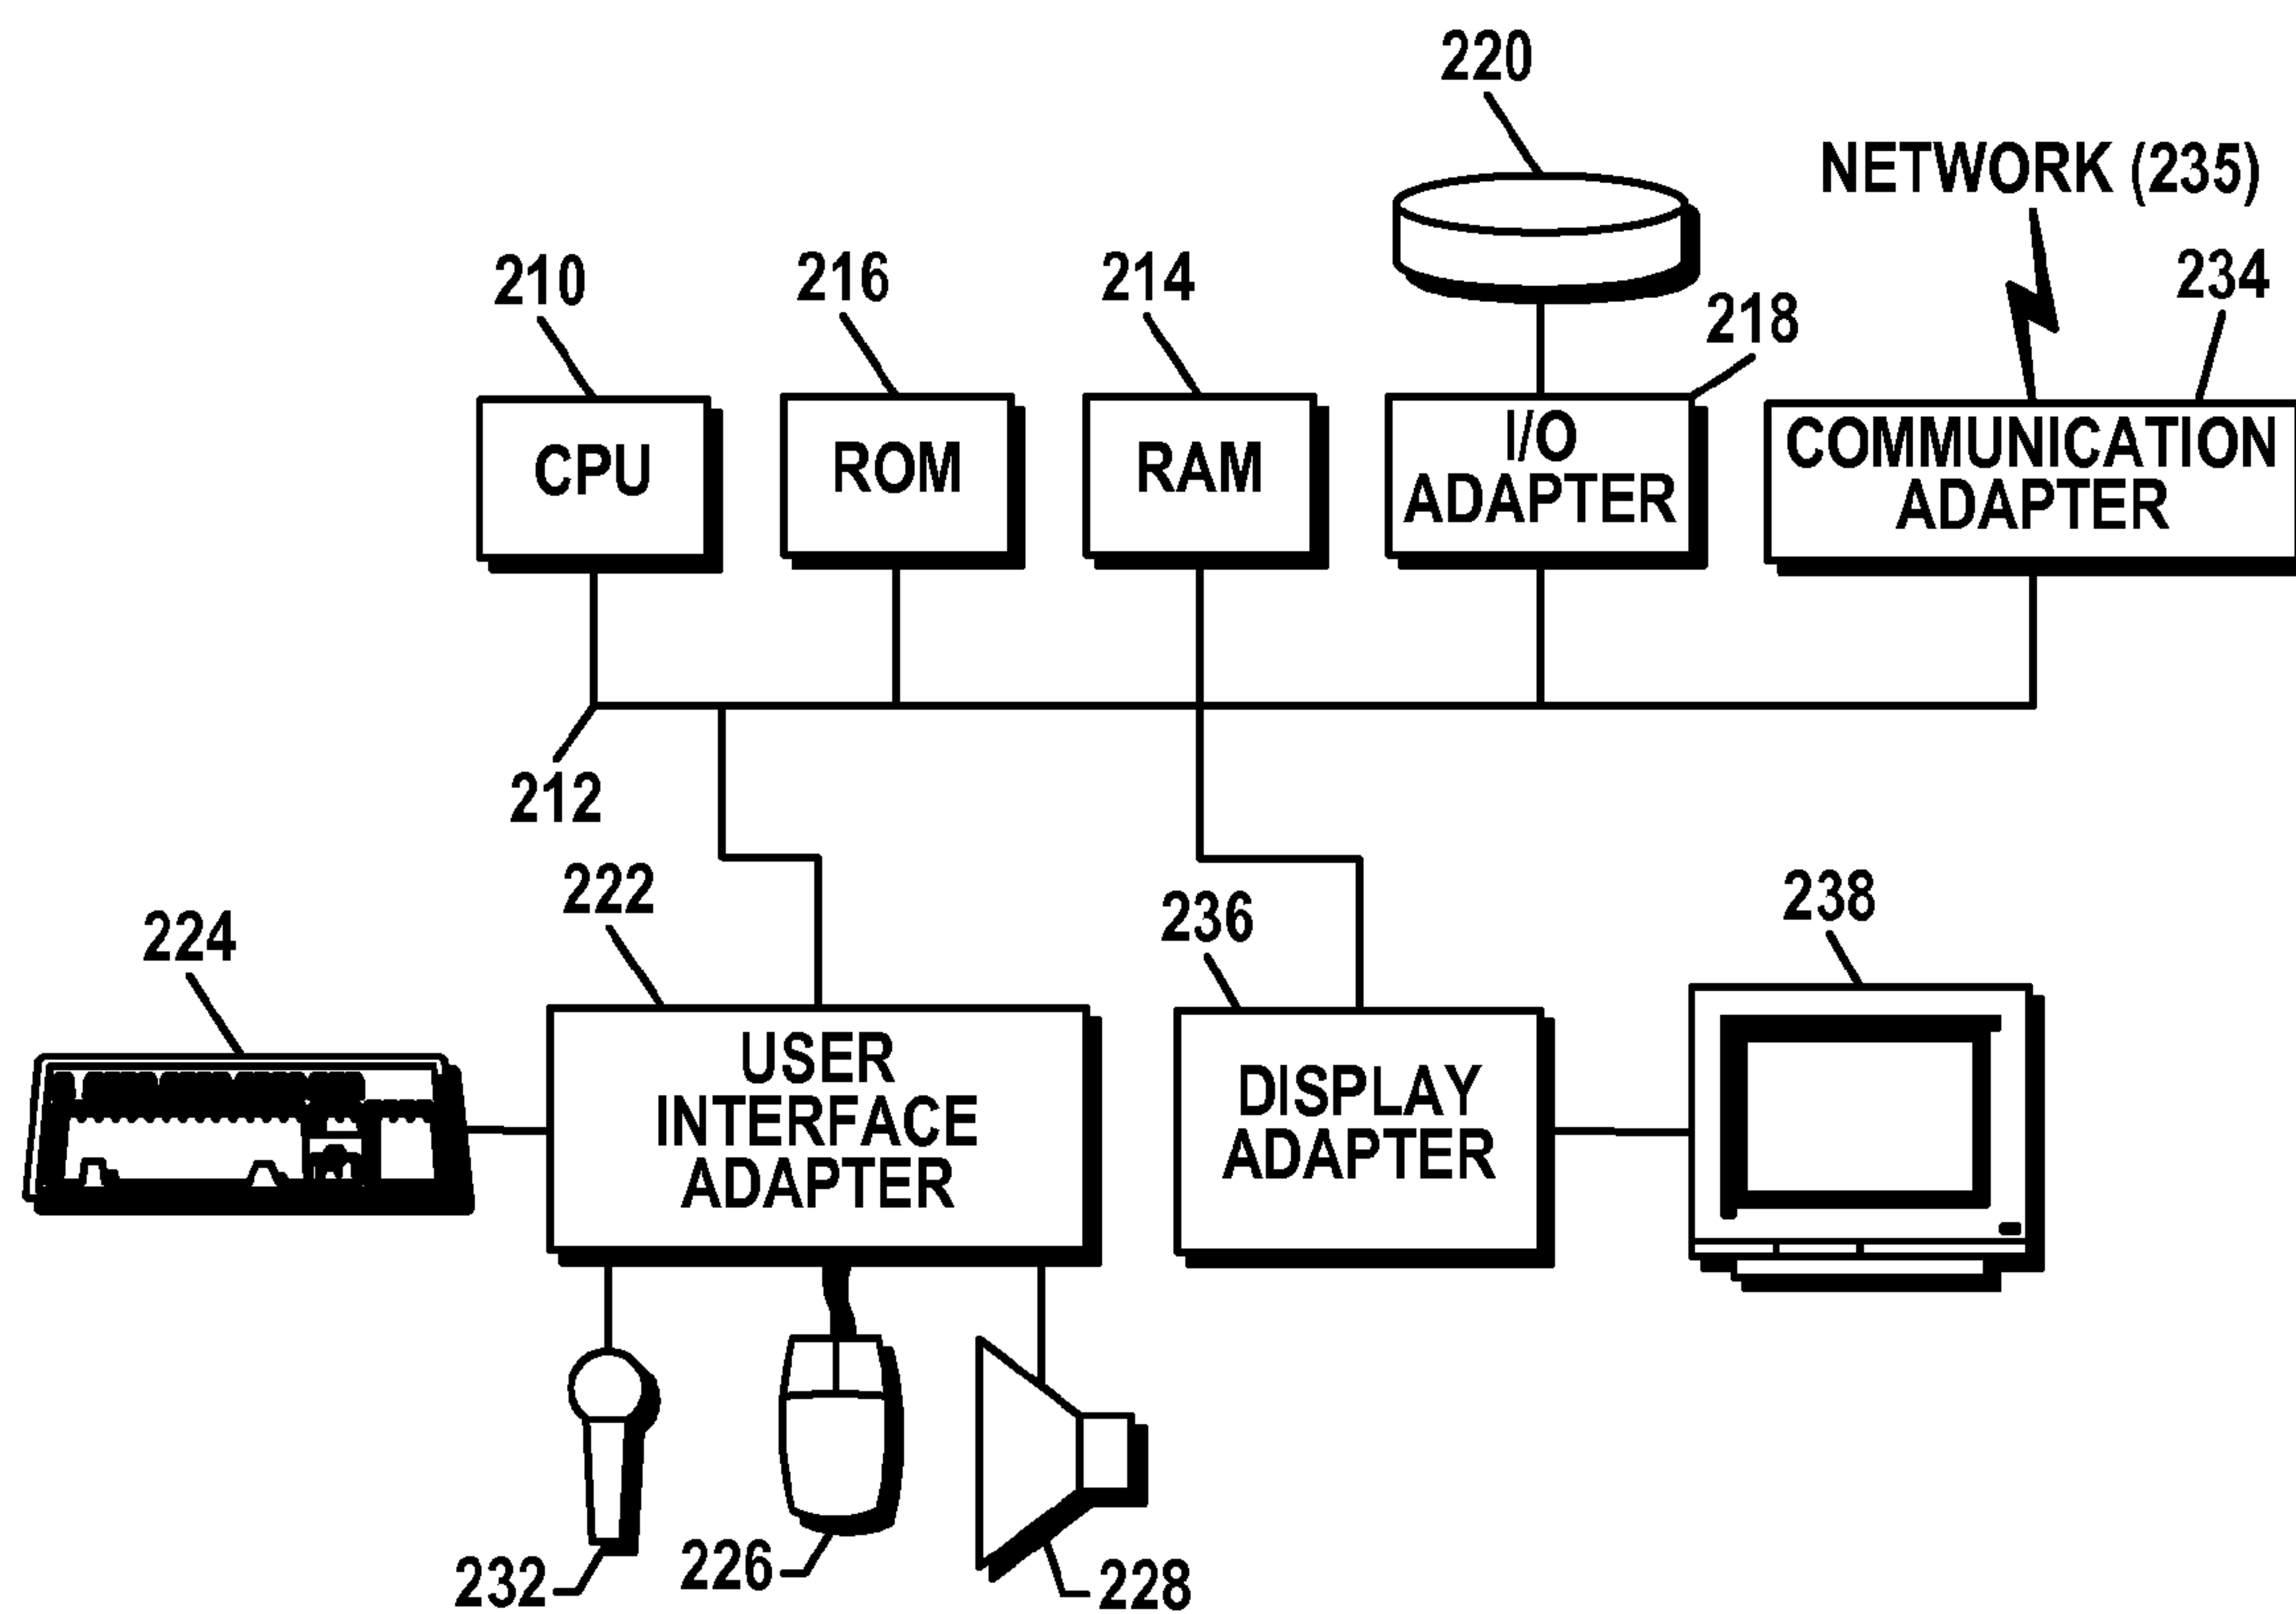 220
NETWORK (235)
210
216
214
218
234
CPU
ROM
RAM
I/O
ADAPTER
COMMUNICATION
ADAPTER
212
222
236
238
224
USER
INTERFACE
ADAPTER
DISPLAY
ADAPTER
232
226
228